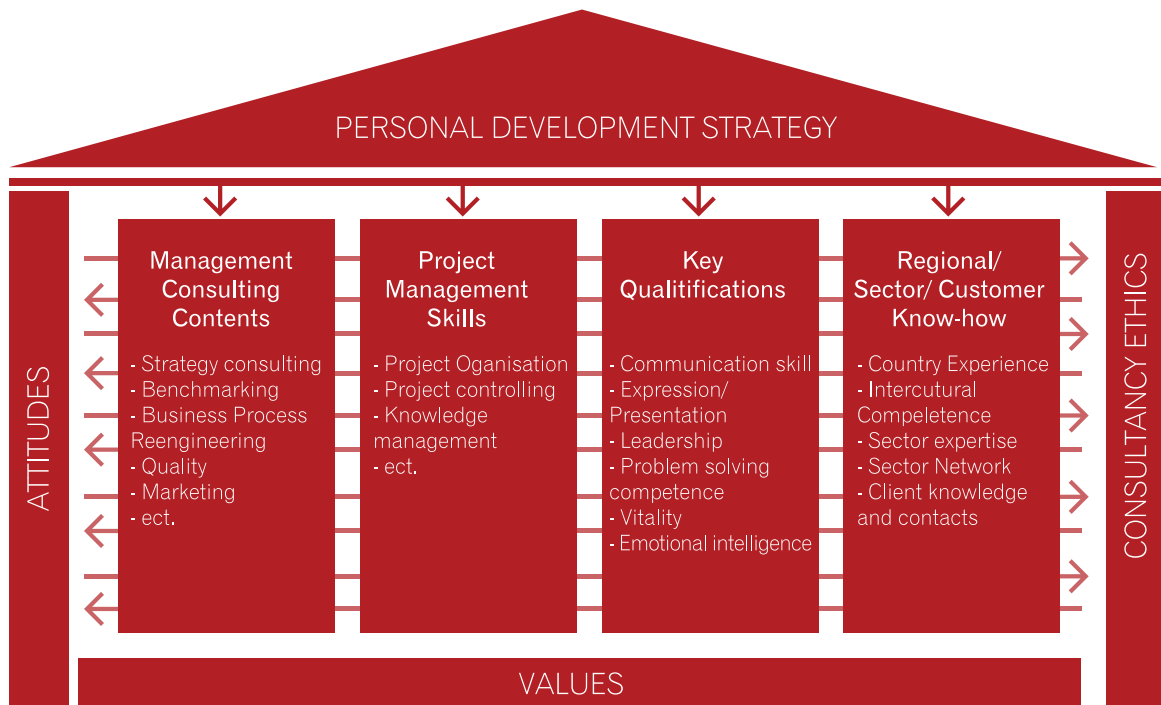 PERSONAL DEVELOPMENT STRATEGY
ATTITUDES
Management
Consulting
Contents
- Strategy consulting
- Benchmarking
- Business Process
Reengineering
- Quality
- Marketing
- ect.
Project
Management
Skills
- Project Oganisation
- Project controlling
- Knowledge
management
- ect.
Key
Qualitifications
- Communication skill
- Expression/
Presentation
- Leadership
- Problem solving
competence
- Vitality
- Emotional intelligence
Regional/
Sector/ Customer
Know-how
- Country Experience
- Intercutural
Compeletence
- Sector expertise
- Sector Network
- Client knowledge
and contacts
CONSULTANCY ETHICS
VALUES